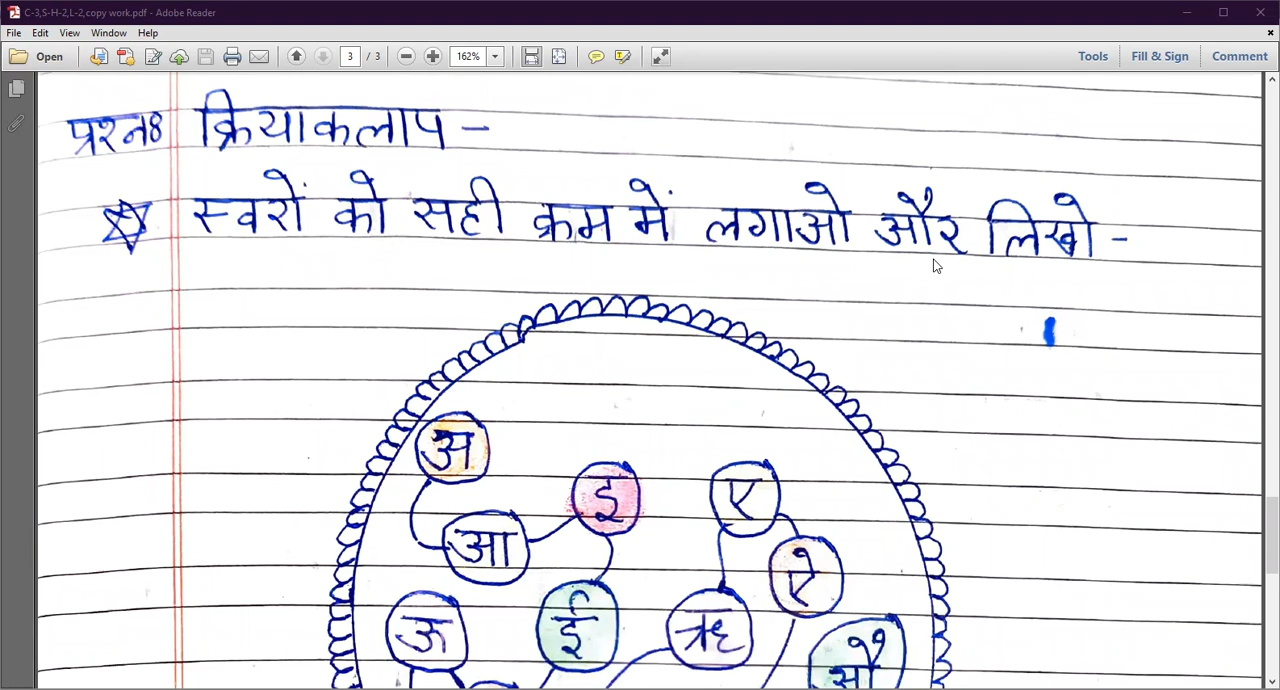 C-3,S-H-2,L-2,copy work.pdf - Adobe Reader
File Edit View Window Help
Open 3 / 3 162% Tools Fill & Sign Comment
प्रश्न8 क्रियाकलाप -
स्वरों को सही क्रम में लगाओ और लिखो -
अ
इ ए
आ
ऐ
ऊ ई ऋ
औ